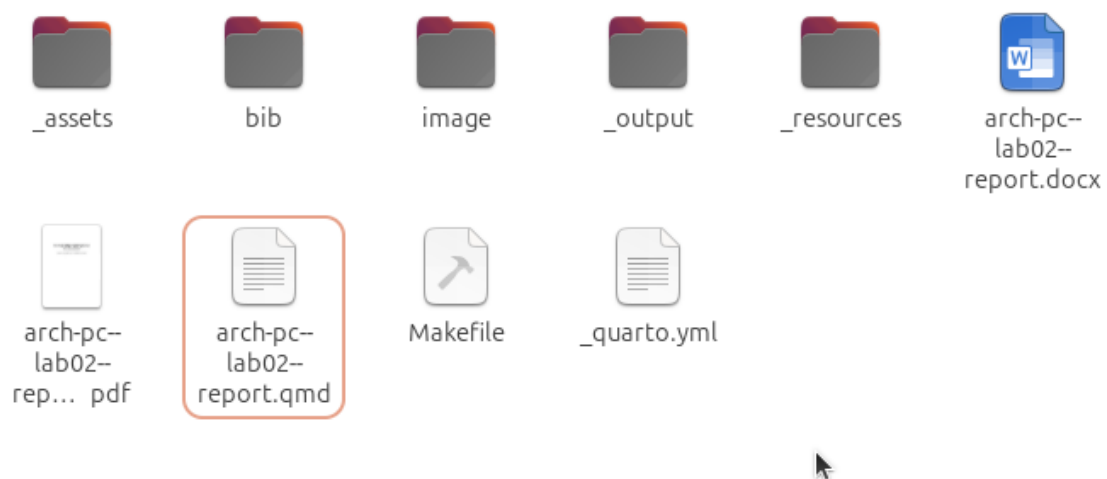 _assets
bib
image
_output
_resources
arch-pc--
lab02--
report.docx
arch-pc--
lab02--
rep... pdf
arch-pc--
lab02--
report.qmd
Makefile
_quarto.yml